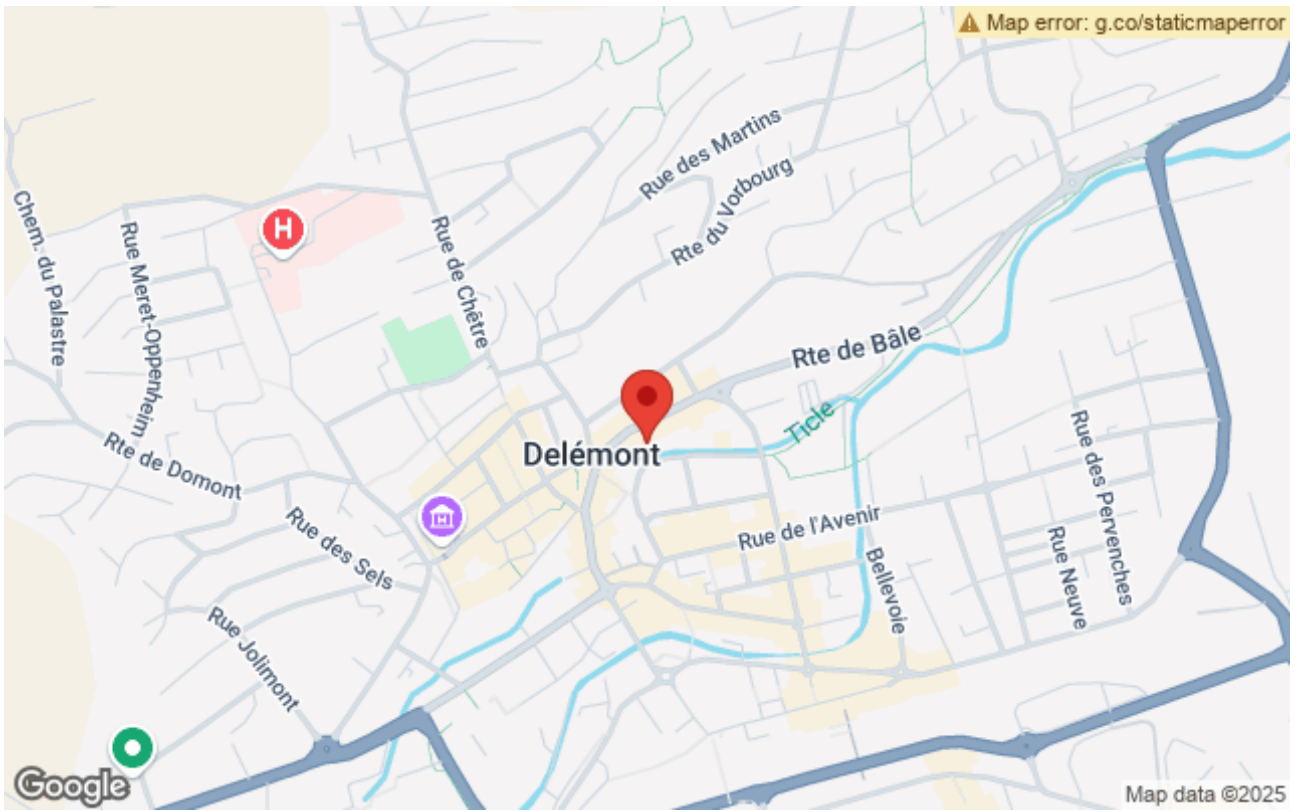 Map error: g.co/staticmaperror
Rue des Martins
Rte du Vorbourg
Chem. du Palastre
Rue Meret-Oppenheim
H
Rue de Chêtre
Rte de Bâle
Ticle
Delémont
Rte de Domont
Rue des Sels
Rue Jolimont
Rue de l'Avenir
Bellevoie
Rue Neuve
Rue des Pervenches
Google
Map data ©2025